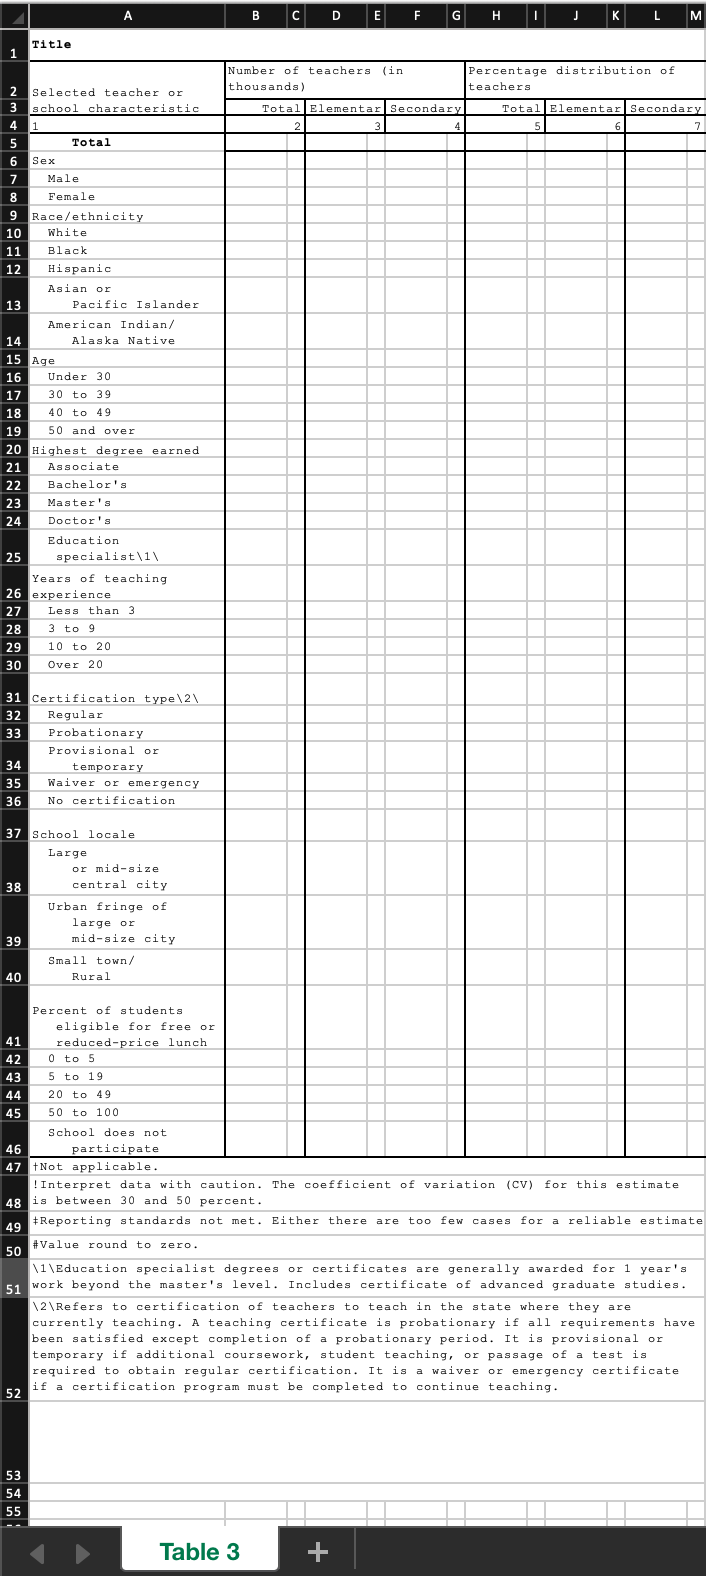 A B C D E F G H I J K L M
1 Title
Number of teachers (in Percentage distribution of
2 Selected teacher or thousands) teachers
3 school characteristic Total Elementar Secondary Total Elementar Secondary
4 1 2 3 4 5 6 7
5 Total
6 Sex
7 Male
8 Female
9 Race/ethnicity
10 White
11 Black
12 Hispanic
Asian or
13 Pacific Islander
American Indian/
14 Alaska Native
15 Age
16 Under 30
17 30 to 39
18 40 to 49
19 50 and over
20 Highest degree earned
21 Associate
22 Bachelor's
23 Master's
24 Doctor's
Education
25 specialist\1\
Years of teaching
26 experience
27 Less than 3
28 3 to 9
29 10 to 20
30 Over 20
31 Certification type\2\
32 Regular
33 Probationary
Provisional or
34 temporary
35 Waiver or emergency
36 No certification
37 School locale
Large
or mid-size
38 central city
Urban fringe of
large or
39 mid-size city
Small town/
40 Rural
Percent of students
eligible for free or
41 reduced-price lunch
42 0 to 5
43 5 to 19
44 20 to 49
45 50 to 100
School does not
46 participate
47 †Not applicable.
!Interpret data with caution. The coefficient of variation (CV) for this estimate
48 is between 30 and 50 percent.
49 ‡Reporting standards not met. Either there are too few cases for a reliable estimate
50 #Value round to zero.
\1\Education specialist degrees or certificates are generally awarded for 1 year's
51 work beyond the master's level. Includes certificate of advanced graduate studies.
\2\Refers to certification of teachers to teach in the state where they are
currently teaching. A teaching certificate is probationary if all requirements have
been satisfied except completion of a probationary period. It is provisional or
temporary if additional coursework, student teaching, or passage of a test is
required to obtain regular certification. It is a waiver or emergency certificate
52 if a certification program must be completed to continue teaching.
53
54
55
Table 3 +